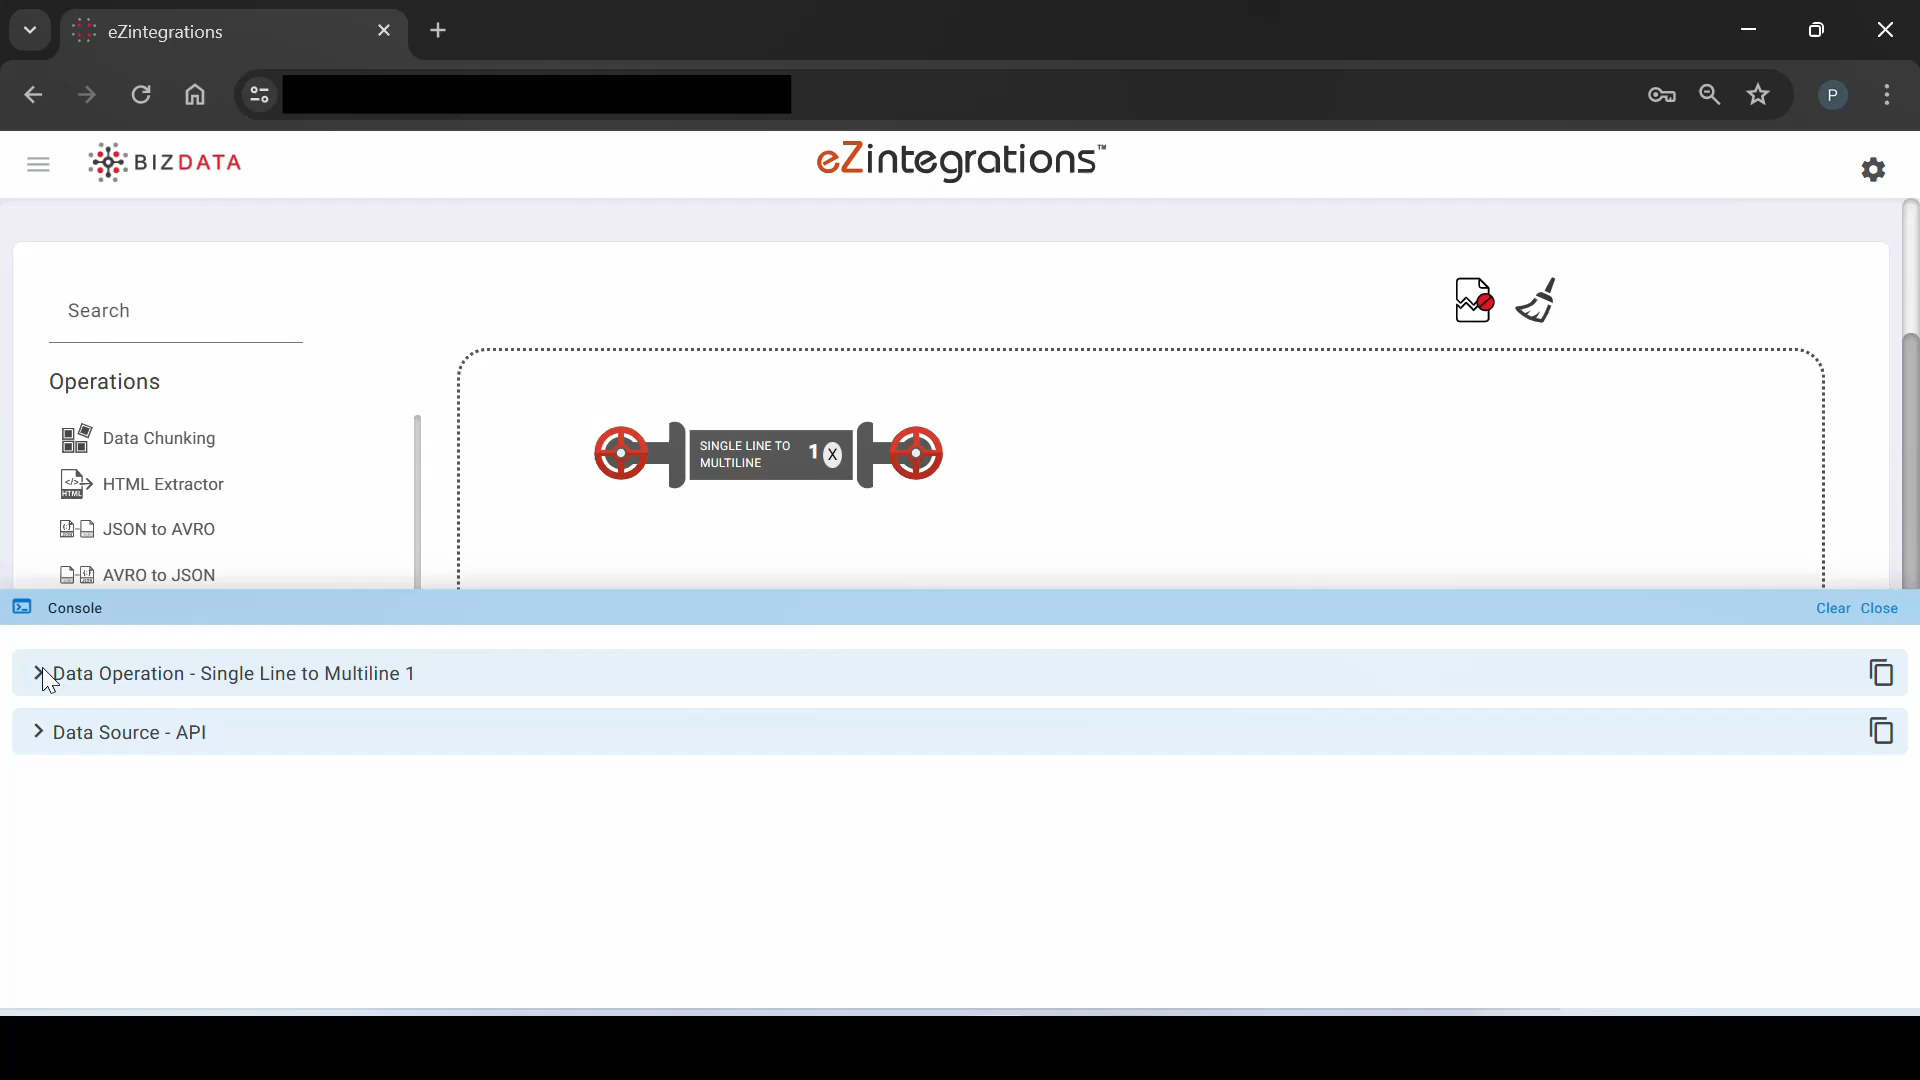 eZintegrations
P
BIZDATA
eZintegrations™
Search
Operations
Data Chunking
HTML Extractor
JSON to AVRO
AVRO to JSON
SINGLE LINE TO
MULTILINE
1 X
Console
Clear Close
Data Operation - Single Line to Multiline 1
Data Source - API